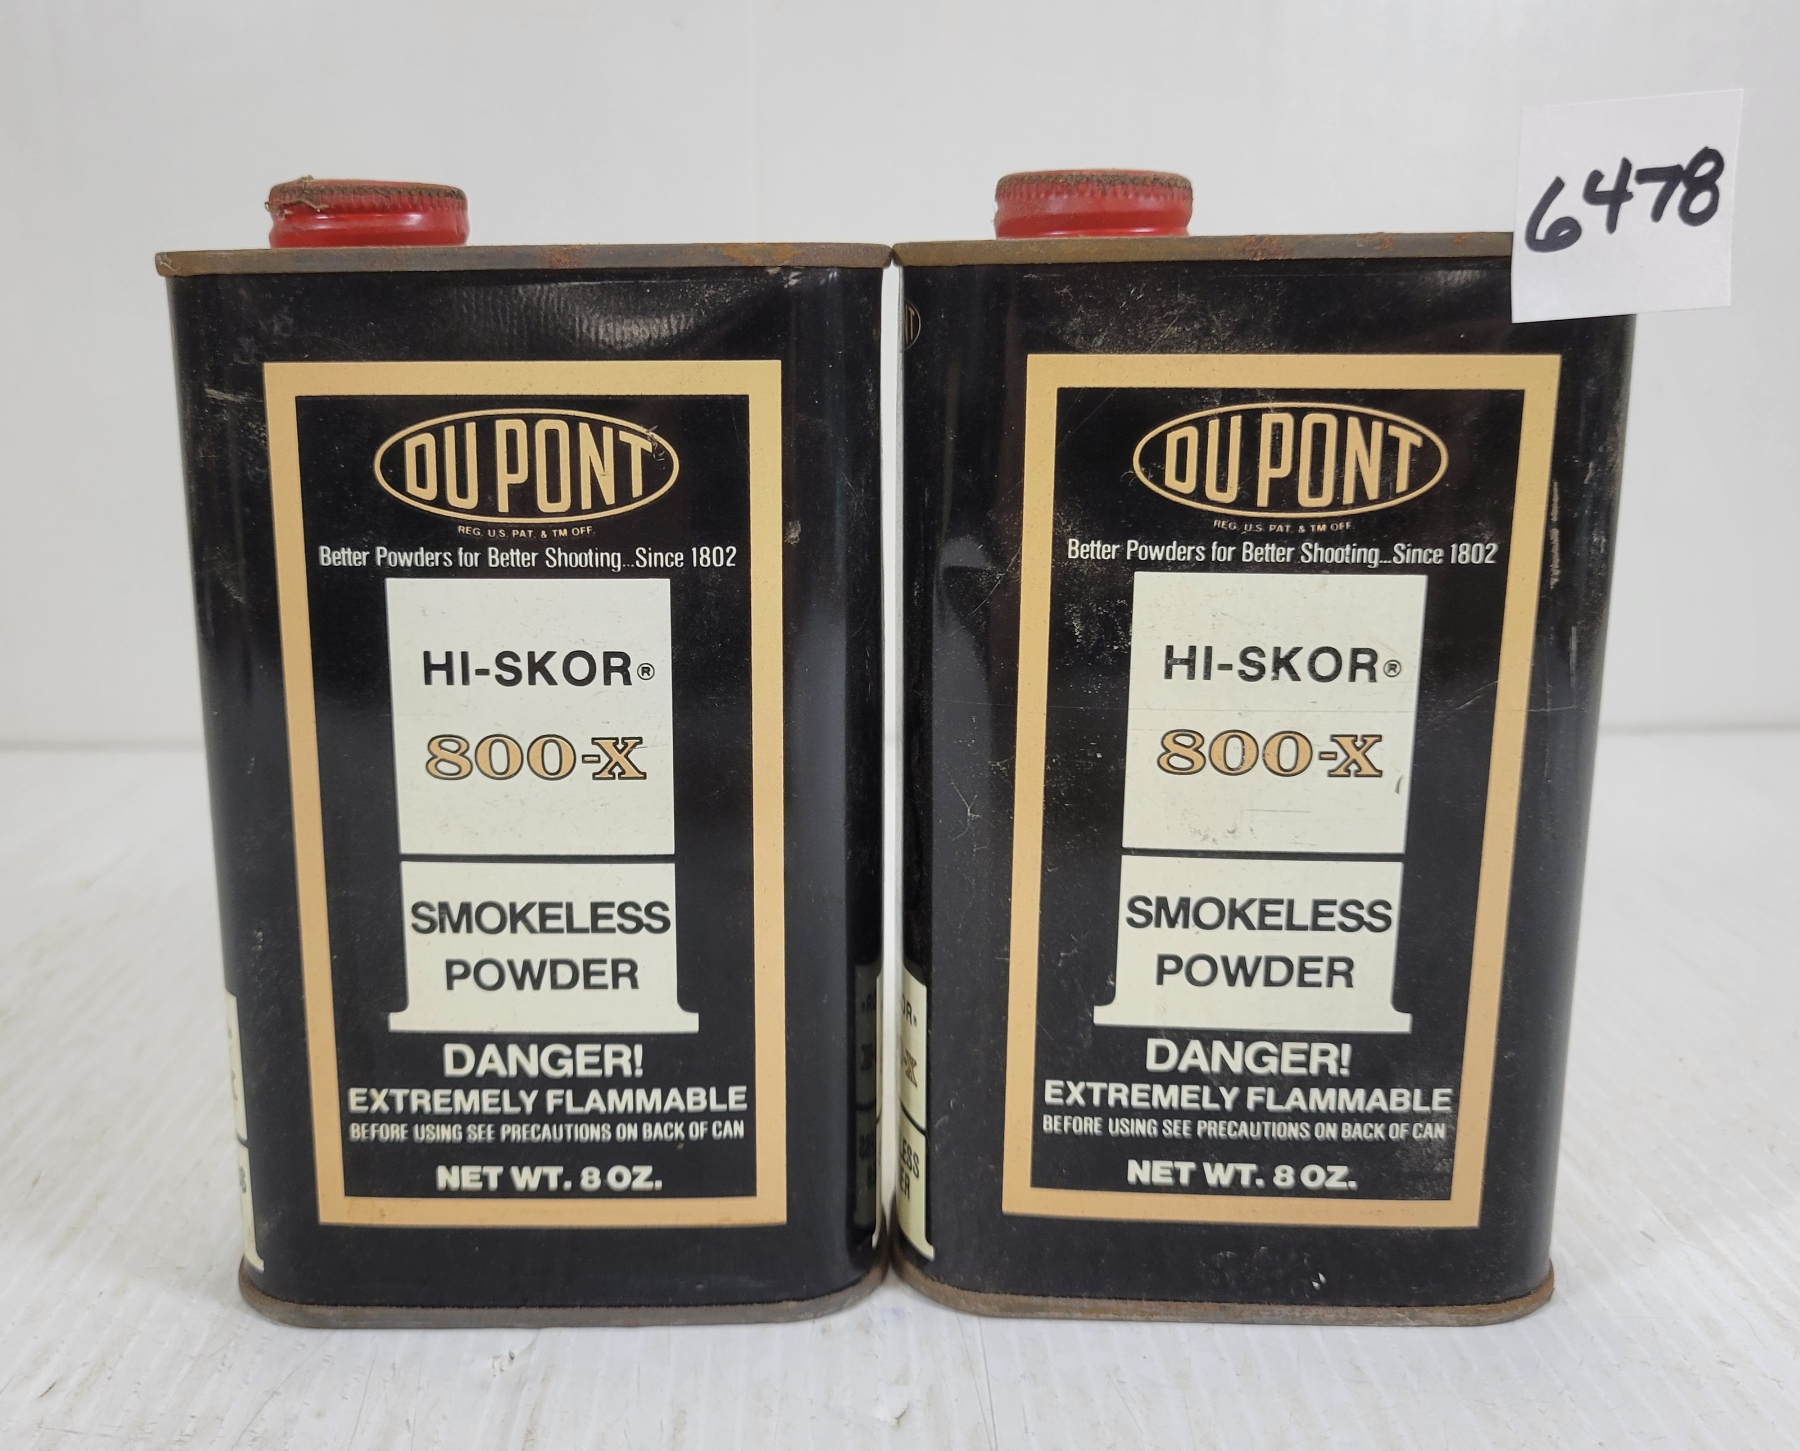 6478
DU PONT
REG. U.S. PAT. & TM OFF.
Better Powders for Better Shooting...Since 1802
HI-SKOR®
800-X
SMOKELESS
POWDER
DANGER!
EXTREMELY FLAMMABLE
BEFORE USING SEE PRECAUTIONS ON BACK OF CAN
NET WT. 8 OZ.
DU PONT
REG. U.S. PAT. & TM OFF.
Better Powders for Better Shooting...Since 1802
HI-SKOR®
800-X
SMOKELESS
POWDER
DANGER!
EXTREMELY FLAMMABLE
BEFORE USING SEE PRECAUTIONS ON BACK OF CAN
NET WT. 8 OZ.